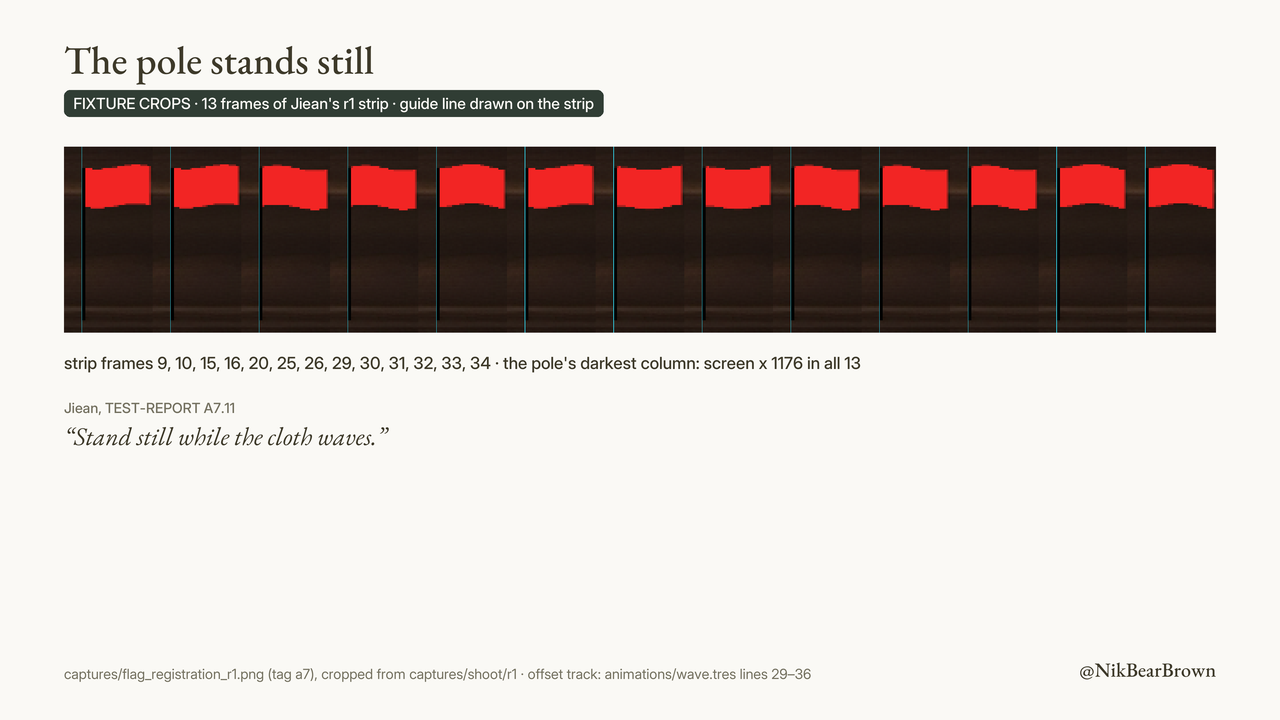 The pole stands still
FIXTURE CROPS · 13 frames of Jiean's r1 strip · guide line drawn on the strip
strip frames 9, 10, 15, 16, 20, 25, 26, 29, 30, 31, 32, 33, 34 · the pole's darkest column: screen x 1176 in all 13
Jiean, TEST-REPORT A7.11
“Stand still while the cloth waves.”
captures/flag_registration_r1.png (tag a7), cropped from captures/shoot/r1 · offset track: animations/wave.tres lines 29–36
@NikBearBrown